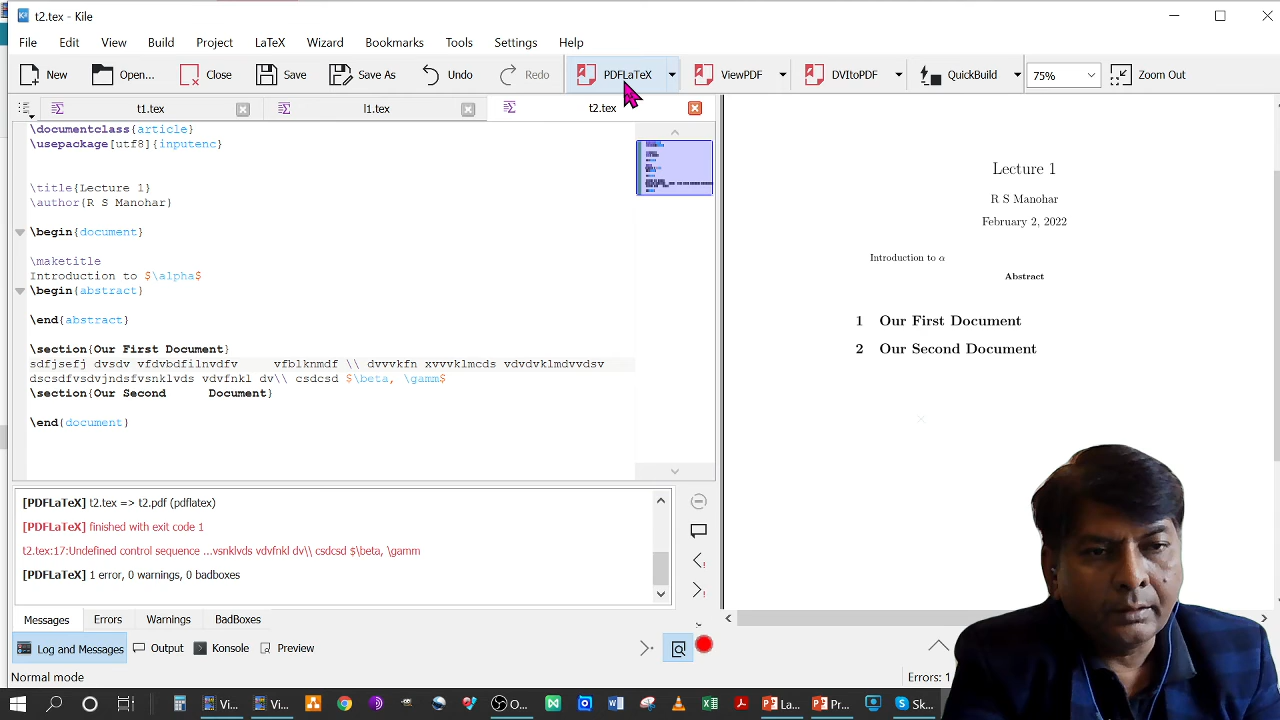 t2.tex - Kile
File Edit View Build Project LaTeX Wizard Bookmarks Tools Settings Help
New Open... Close Save Save As Undo Redo PDFLaTeX ViewPDF DVItoPDF QuickBuild 75% Zoom Out
t1.tex l1.tex t2.tex
\documentclass{article}
\usepackage[utf8]{inputenc}
\title{Lecture 1}
\author{R S Manohar}
\begin{document}
\maketitle
Introduction to $\alpha$
\begin{abstract}
\end{abstract}
\section{Our First Document}
sdfjsefj dvsdv vfdvbdfilnvdfv vfblknmdf \\ dvvvkfn xvvvklmcds vdvdvklmdvvdsv
dscsdfvsdvjndsfvsnklvds vdvfnkl dv\\ csdcsd $\beta, \gamm$
\section{Our Second Document}
\end{document}
Lecture 1
R S Manohar
February 2, 2022
Introduction to α
Abstract
1 Our First Document
2 Our Second Document
[PDFLaTeX] t2.tex => t2.pdf (pdflatex)
[PDFLaTeX] finished with exit code 1
t2.tex:17:Undefined control sequence ...vsnklvds vdvfnkl dv\\ csdcsd $\beta, \gamm
[PDFLaTeX] 1 error, 0 warnings, 0 badboxes
Messages Errors Warnings BadBoxes
Log and Messages Output Konsole Preview
Normal mode
Errors: 1
Vi... Vi... O... La... Pr... Sk...